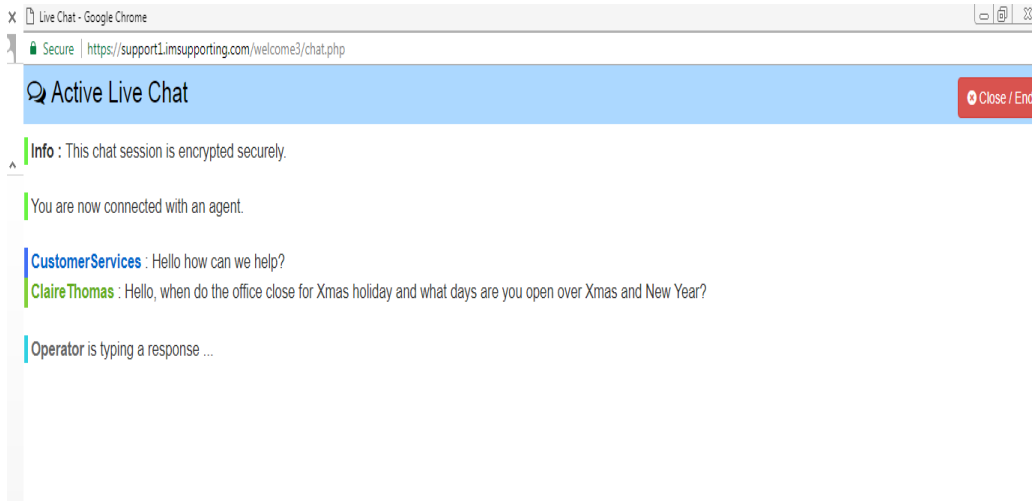 Live Chat - Google Chrome
Secure | https://support1.imsupporting.com/welcome3/chat.php
Active Live Chat
Close / End
Info : This chat session is encrypted securely.
You are now connected with an agent.
CustomerServices : Hello how can we help?
ClaireThomas : Hello, when do the office close for Xmas holiday and what days are you open over Xmas and New Year?
Operator is typing a response ...